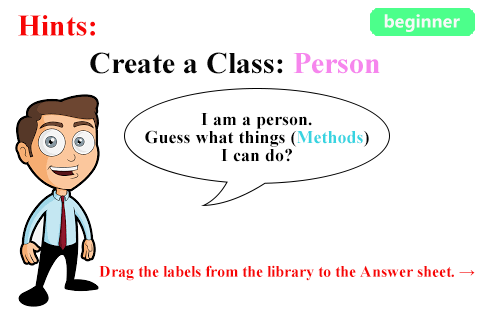 Hints:
beginner
Create a Class: Person
I am a person.
Guess what things (Methods)
I can do?
Drag the labels from the library to the Answer sheet. →